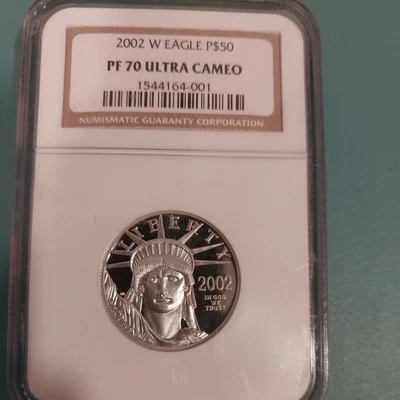 2002 W EAGLE P$50
PF 70 ULTRA CAMEO
1544164-001
NUMISMATIC GUARANTY CORPORATION
LIBERTY
2002
IN GOD
WE
TRUST